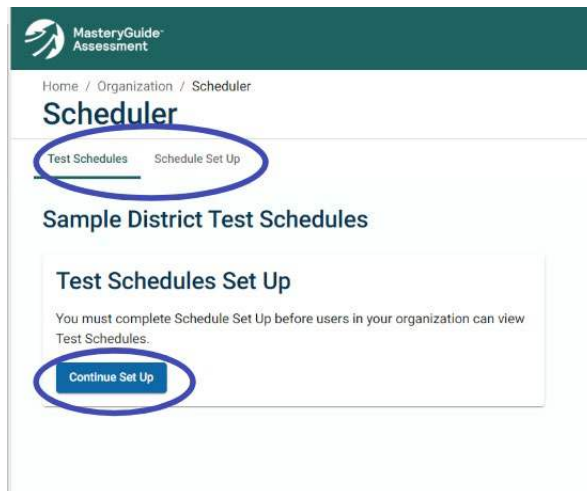 MasteryGuide
Assessment
Home / Organization / Scheduler
Scheduler
Test Schedules Schedule Set Up
Sample District Test Schedules
Test Schedules Set Up
You must complete Schedule Set Up before users in your organization can view
Test Schedules.
Continue Set Up